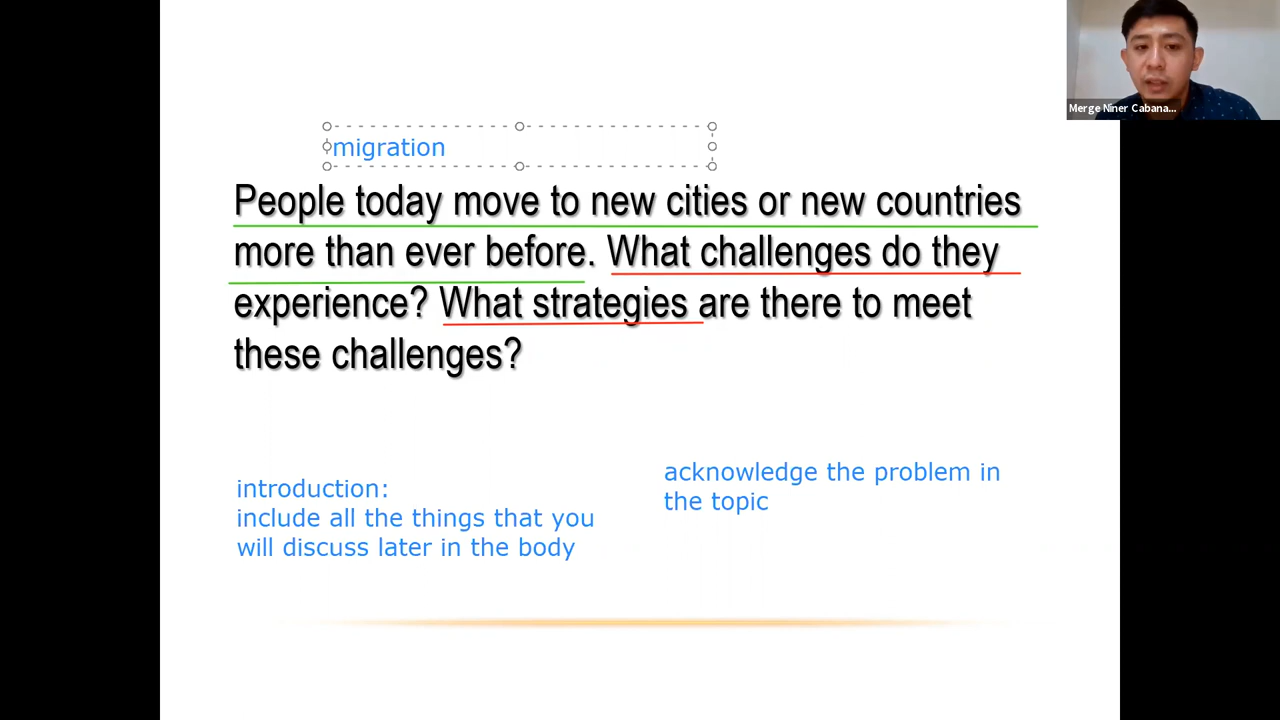 Merge Niner Cabana...
migration
People today move to new cities or new countries
more than ever before. What challenges do they
experience? What strategies are there to meet
these challenges?
introduction:
include all the things that you
will discuss later in the body
acknowledge the problem in
the topic